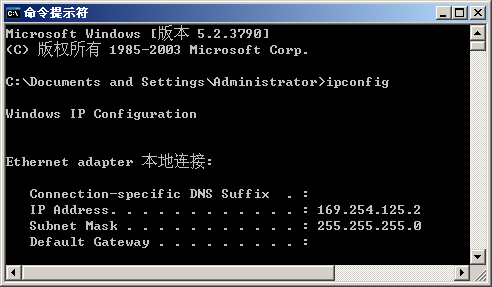 命令提示符
Microsoft Windows [版本 5.2.3790]
(C) 版权所有 1985-2003 Microsoft Corp.
C:\Documents and Settings\Administrator>ipconfig
Windows IP Configuration
Ethernet adapter 本地连接:
Connection-specific DNS Suffix  . :
IP Address. . . . . . . . . . . . : 169.254.125.2
Subnet Mask . . . . . . . . . . . : 255.255.255.0
Default Gateway . . . . . . . . . :